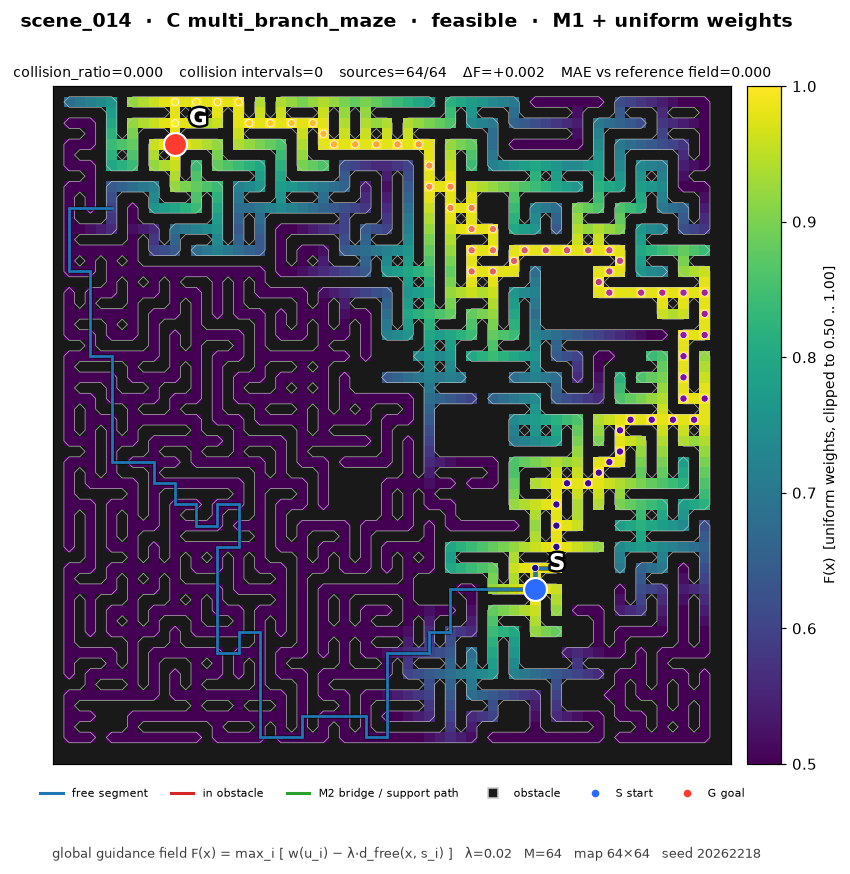 scene_014 · C multi_branch_maze · feasible · M1 + uniform weights
collision_ratio=0.000 collision intervals=0 sources=64/64 ΔF=+0.002 MAE vs reference field=0.000
G
S
1.0
0.9
0.8
0.7
0.6
0.5
F(x) [uniform weights, clipped to 0.50 .. 1.00]
free segment
in obstacle
M2 bridge / support path
obstacle
S start
G goal
global guidance field F(x) = max_i [ w(u_i) − λ·d_free(x, s_i) ] λ=0.02 M=64 map 64×64 seed 20262218